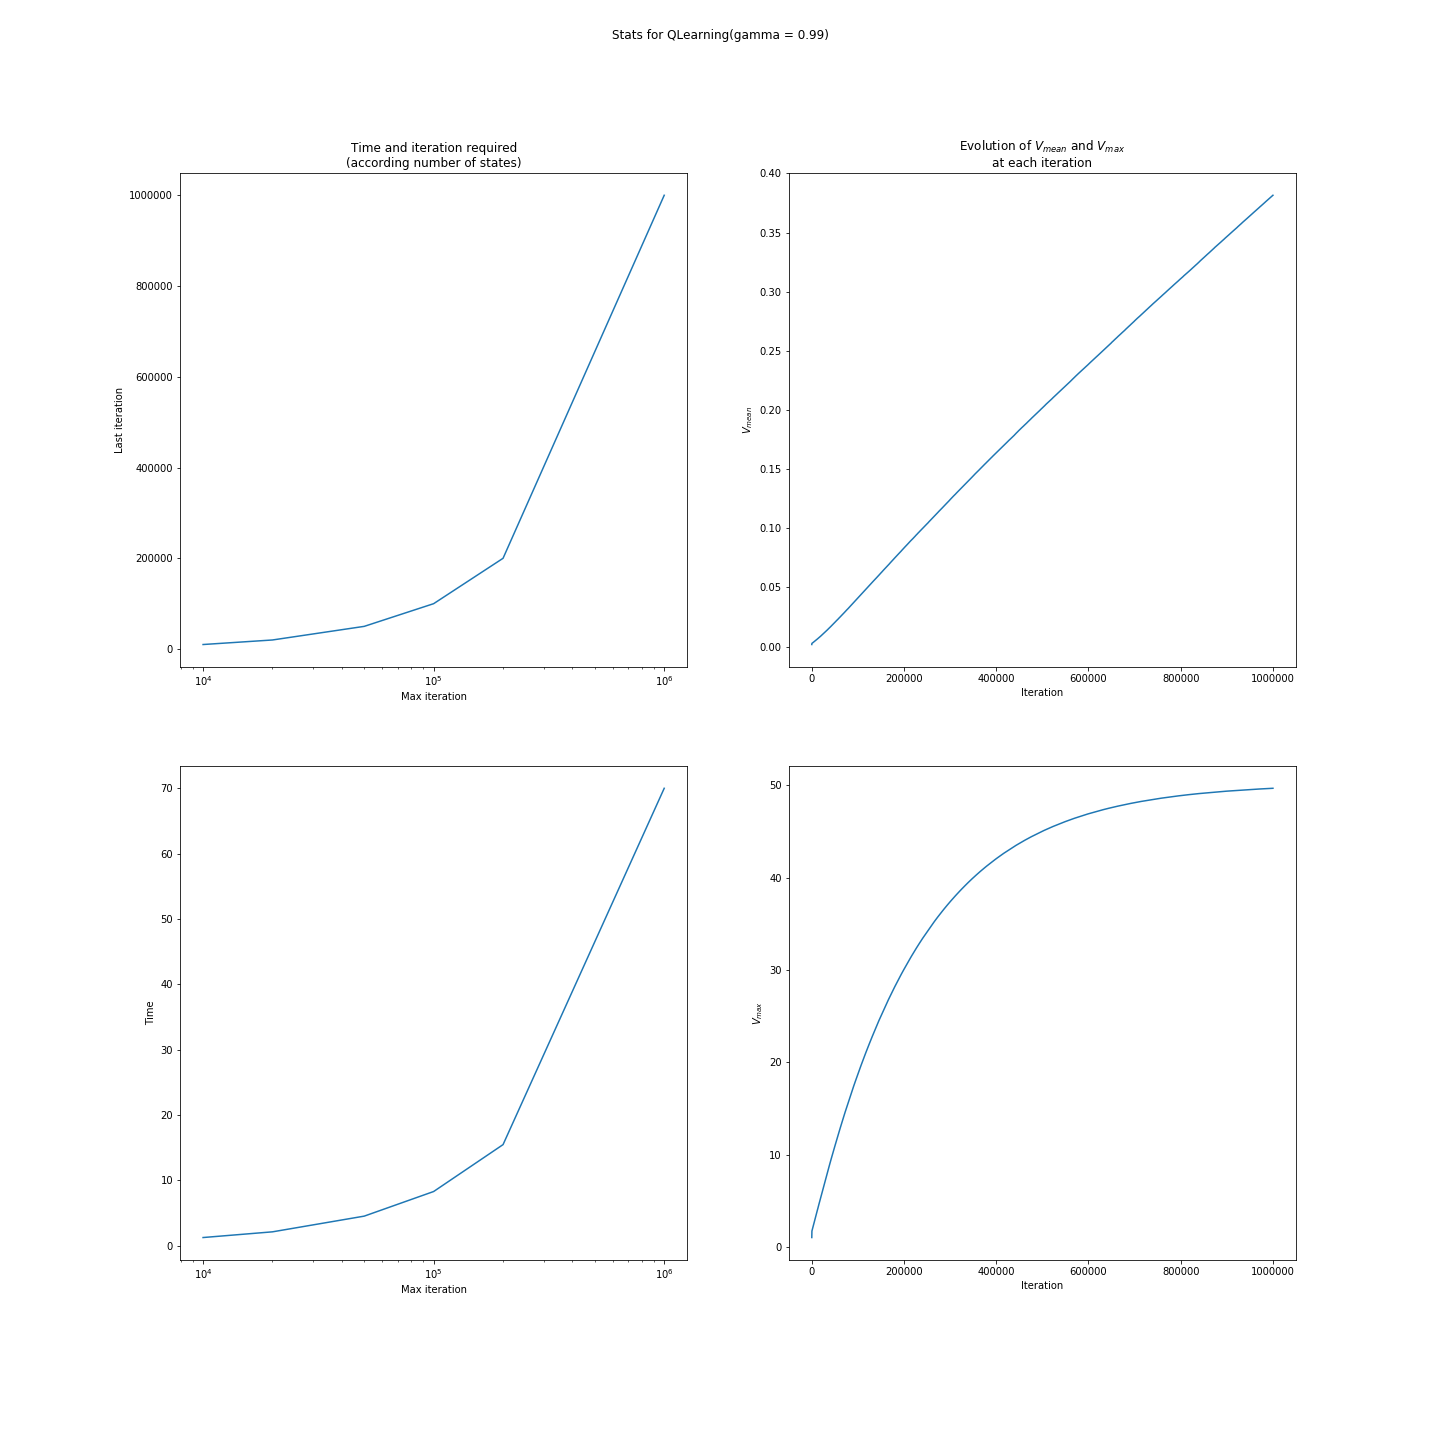 Stats for QLearning(gamma = 0.99)
Time and iteration required
(according number of states)
1000000
800000
600000
400000
200000
0
Last iteration
10⁴ 10⁵ 10⁶
Max iteration
Evolution of V_mean and V_max
at each iteration
0.40
0.35
0.30
0.25
0.20
0.15
0.10
0.05
0.00
V_mean
0 200000 400000 600000 800000 1000000
Iteration
70
60
50
40
30
20
10
0
Time
10⁴ 10⁵ 10⁶
Max iteration
50
40
30
20
10
0
V_max
0 200000 400000 600000 800000 1000000
Iteration